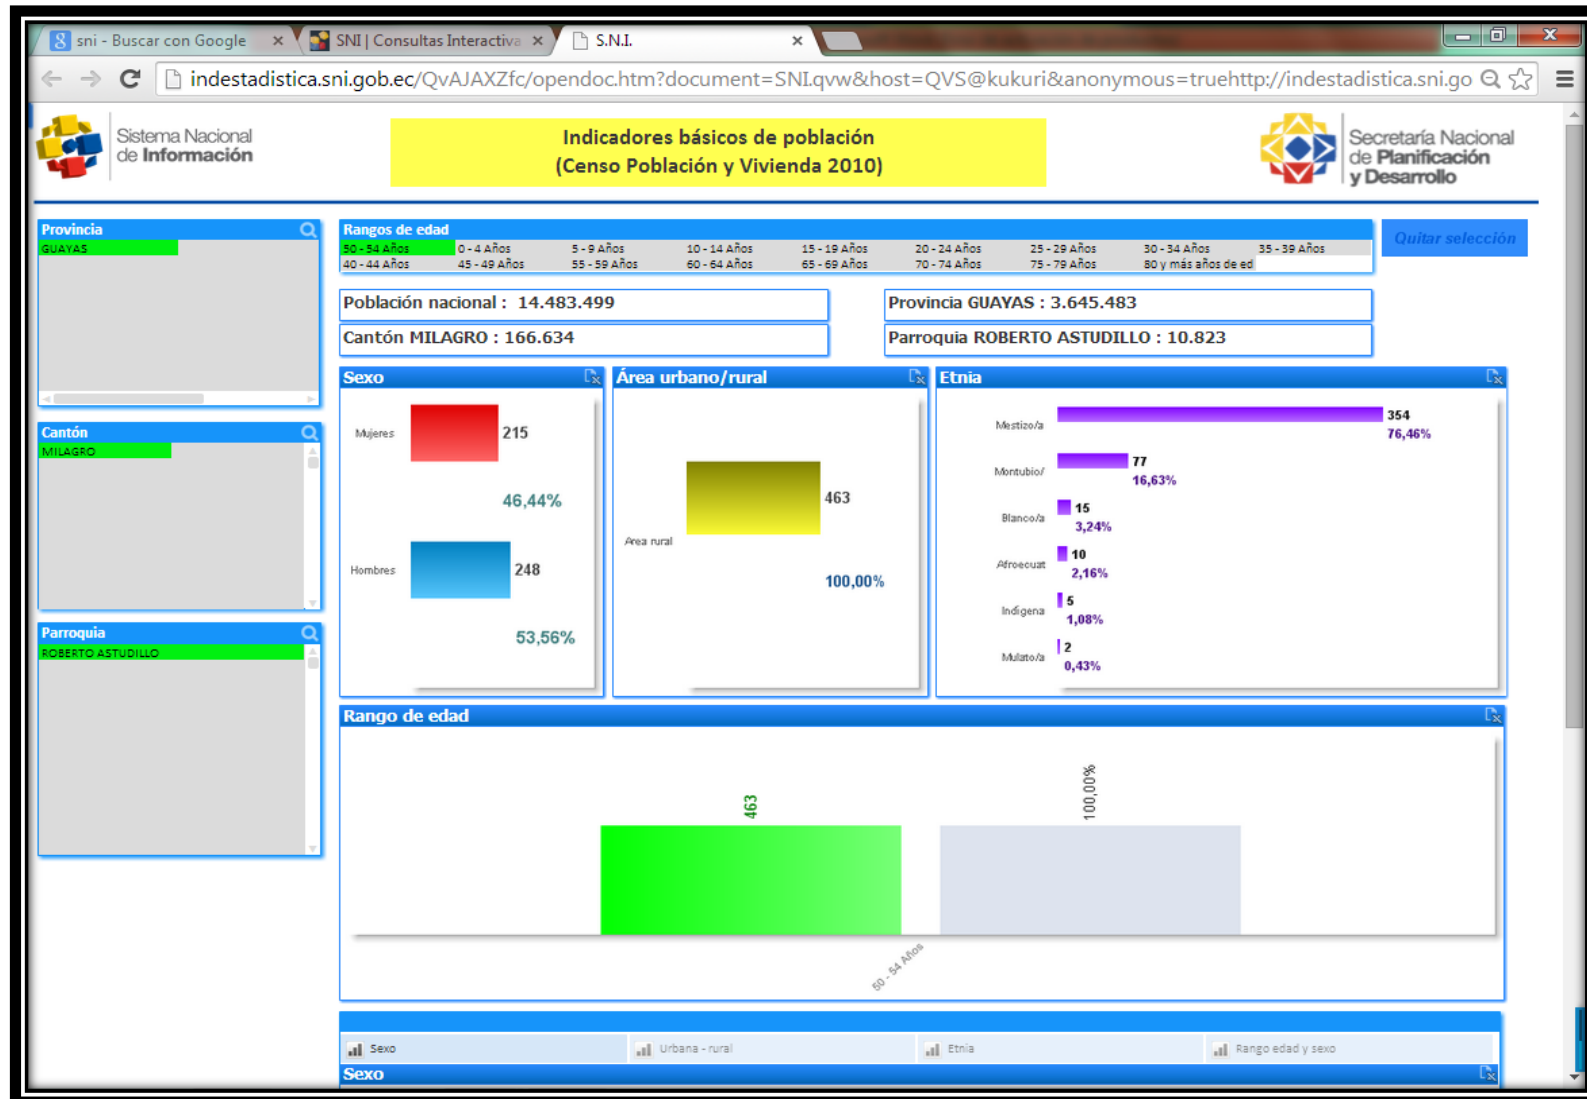 sni - Buscar con Google
SNI | Consultas Interactiva
S.N.I.
indestadistica.sni.gob.ec/QvAJAXZfc/opendoc.htm?document=SNI.qvw&host=QVS@kukuri&anonymous=truehttp://indestadistica.sni.go
Sistema Nacional
de Información
Indicadores básicos de población
(Censo Población y Vivienda 2010)
Secretaría Nacional
de Planificación
y Desarrollo
Provincia
GUAYAS
Rangos de edad
50 - 54 Años 0 - 4 Años 5 - 9 Años 10 - 14 Años 15 - 19 Años 20 - 24 Años 25 - 29 Años 30 - 34 Años 35 - 39 Años
40 - 44 Años 45 - 49 Años 55 - 59 Años 60 - 64 Años 65 - 69 Años 70 - 74 Años 75 - 79 Años 80 y más años de ed
Quitar selección
Población nacional : 14.483.499
Provincia GUAYAS : 3.645.483
Cantón MILAGRO : 166.634
Parroquia ROBERTO ASTUDILLO : 10.823
Cantón
MILAGRO
Parroquia
ROBERTO ASTUDILLO
Sexo
Mujeres
215
46,44%
Hombres
248
53,56%
Área urbano/rural
Area rural
463
100,00%
Etnia
Mestizo/a
354
76,46%
Montubio/
77
16,63%
Blanco/a
15
3,24%
Afroecuat
10
2,16%
Indígena
5
1,08%
Mulato/a
2
0,43%
Rango de edad
463
100,00%
50 - 54 Años
Sexo
Urbana - rural
Etnia
Rango edad y sexo
Sexo